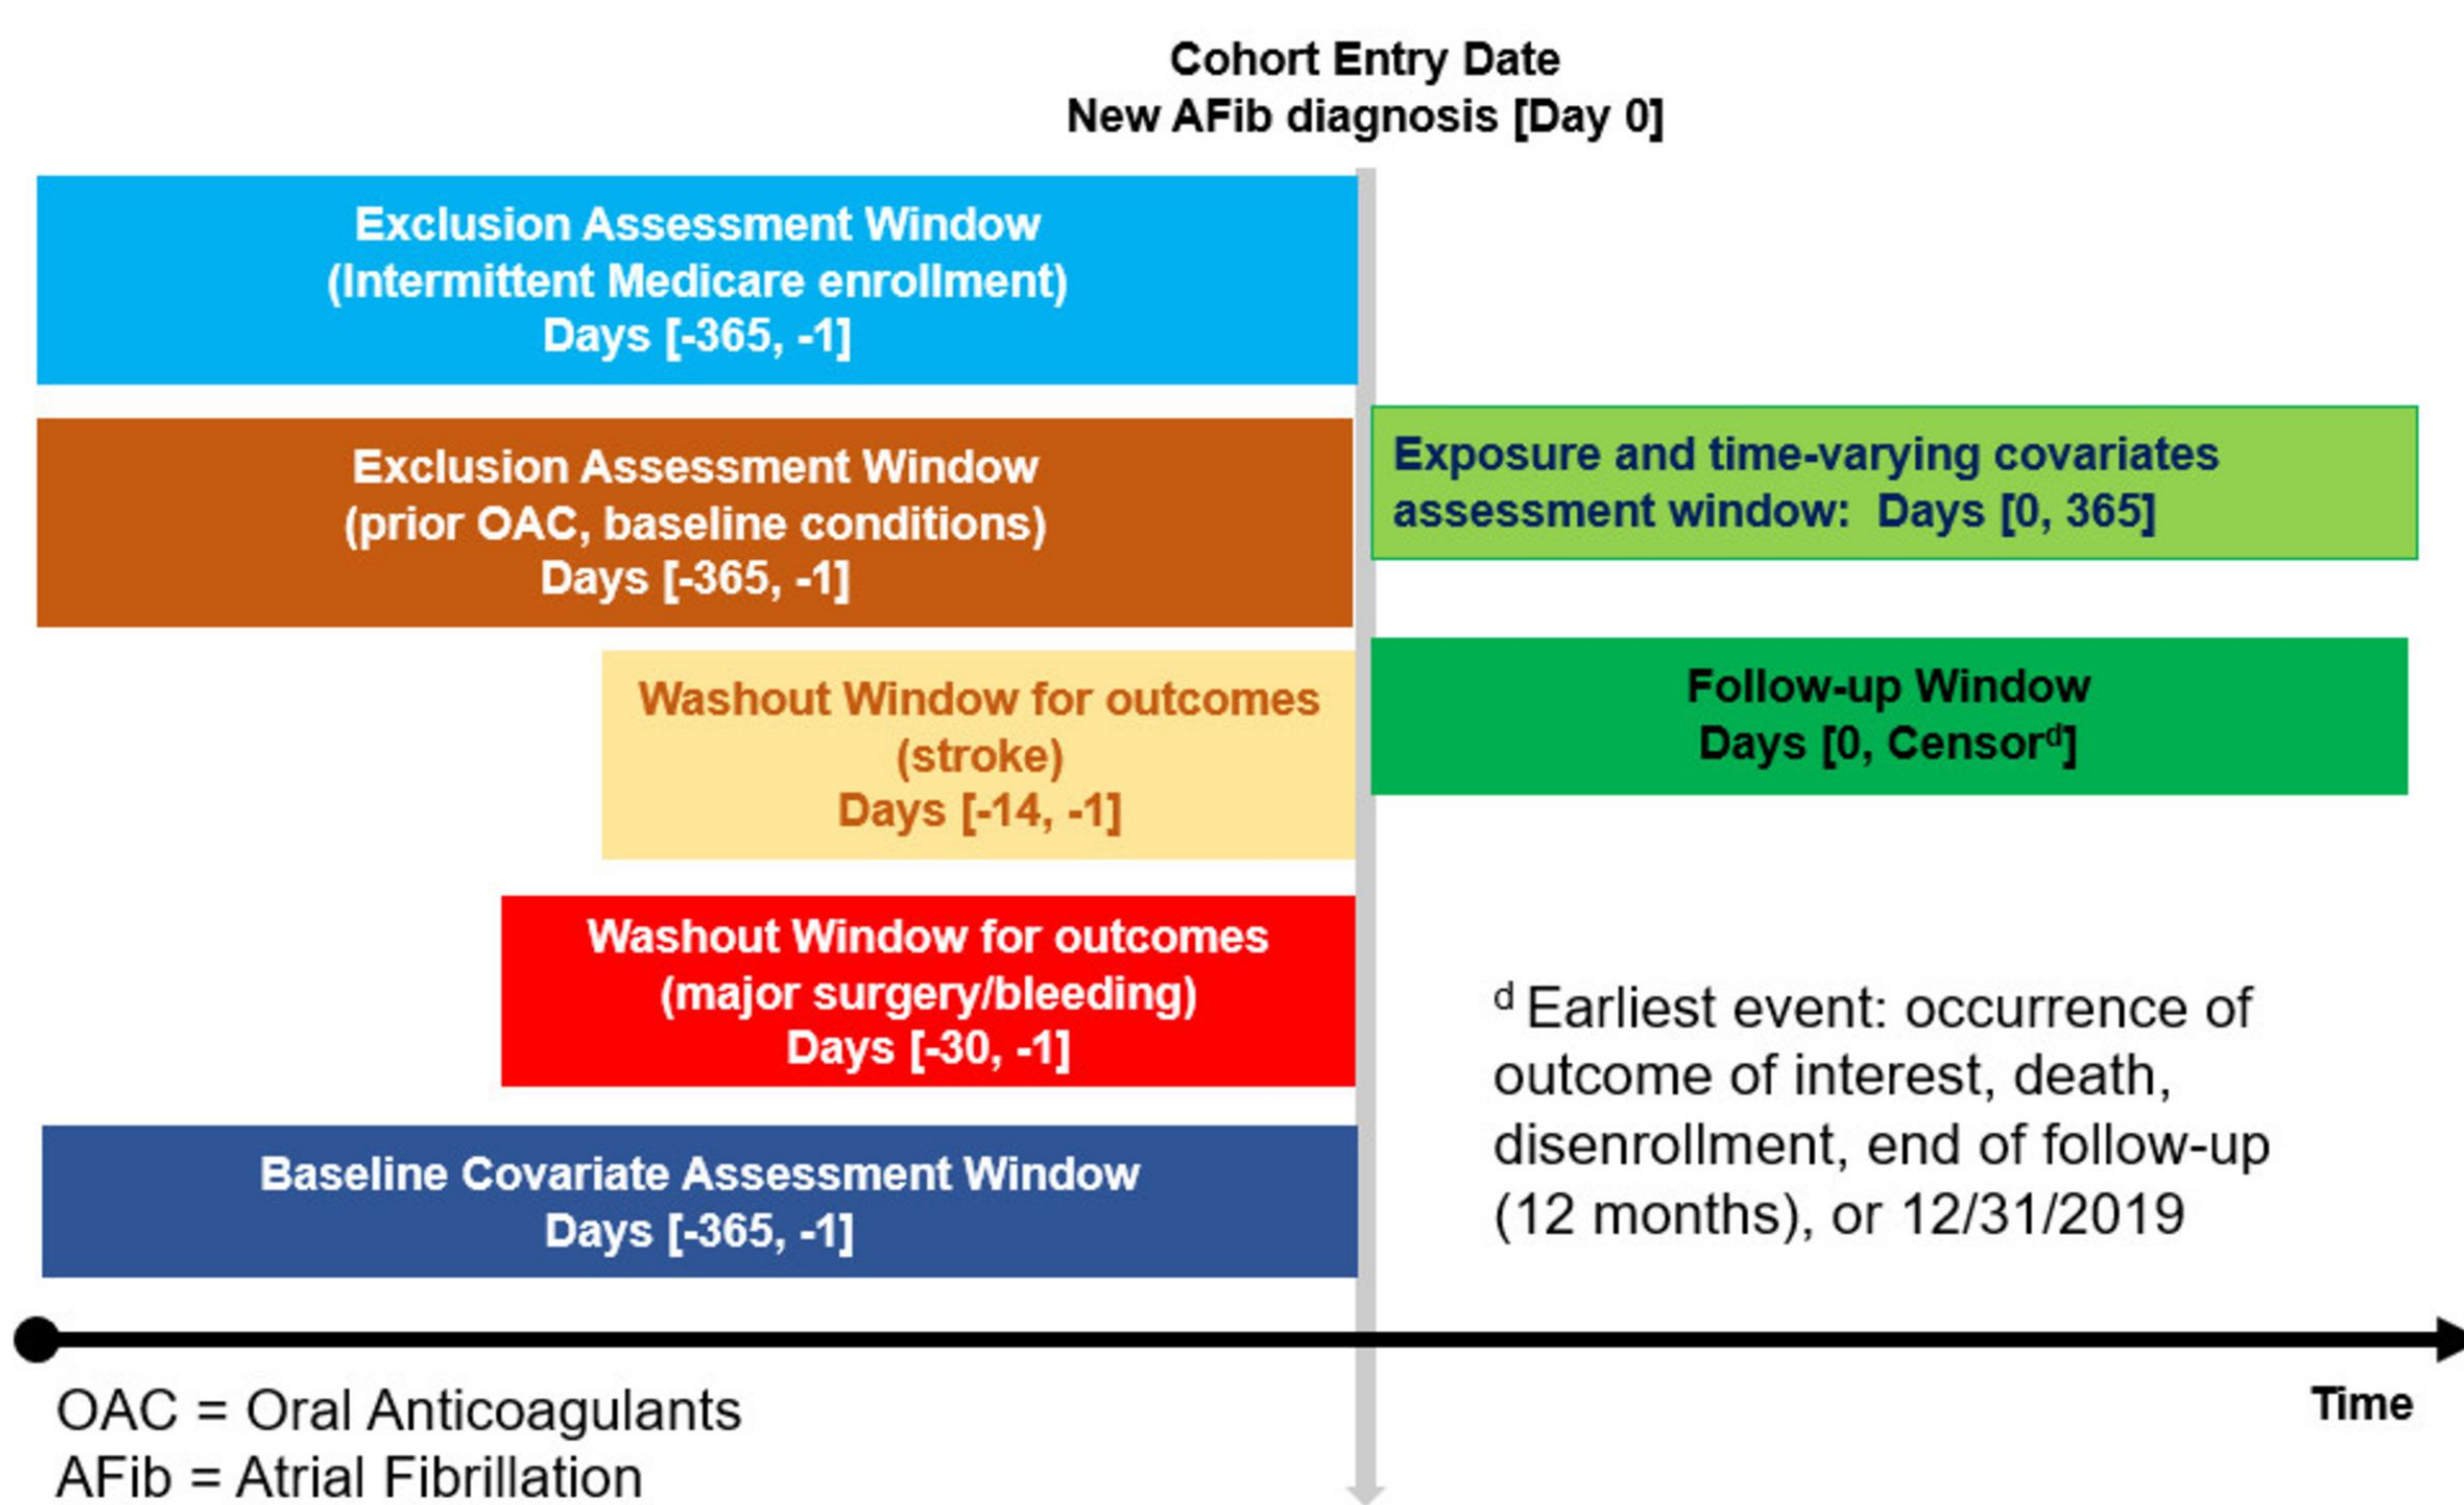 Cohort Entry Date
New AFib diagnosis [Day 0]
Exclusion Assessment Window
(Intermittent Medicare enrollment)
Days [-365, -1]
Exclusion Assessment Window
(prior OAC, baseline conditions)
Days [-365, -1]
Exposure and time-varying covariates
assessment window:  Days [0, 365]
Washout Window for outcomes
(stroke)
Days [-14, -1]
Follow-up Window
Days [0, Censorᵈ]
Washout Window for outcomes
(major surgery/bleeding)
Days [-30, -1]
ᵈ Earliest event: occurrence of
outcome of interest, death,
disenrollment, end of follow-up
(12 months), or 12/31/2019
Baseline Covariate Assessment Window
Days [-365, -1]
Time
OAC = Oral Anticoagulants
AFib = Atrial Fibrillation